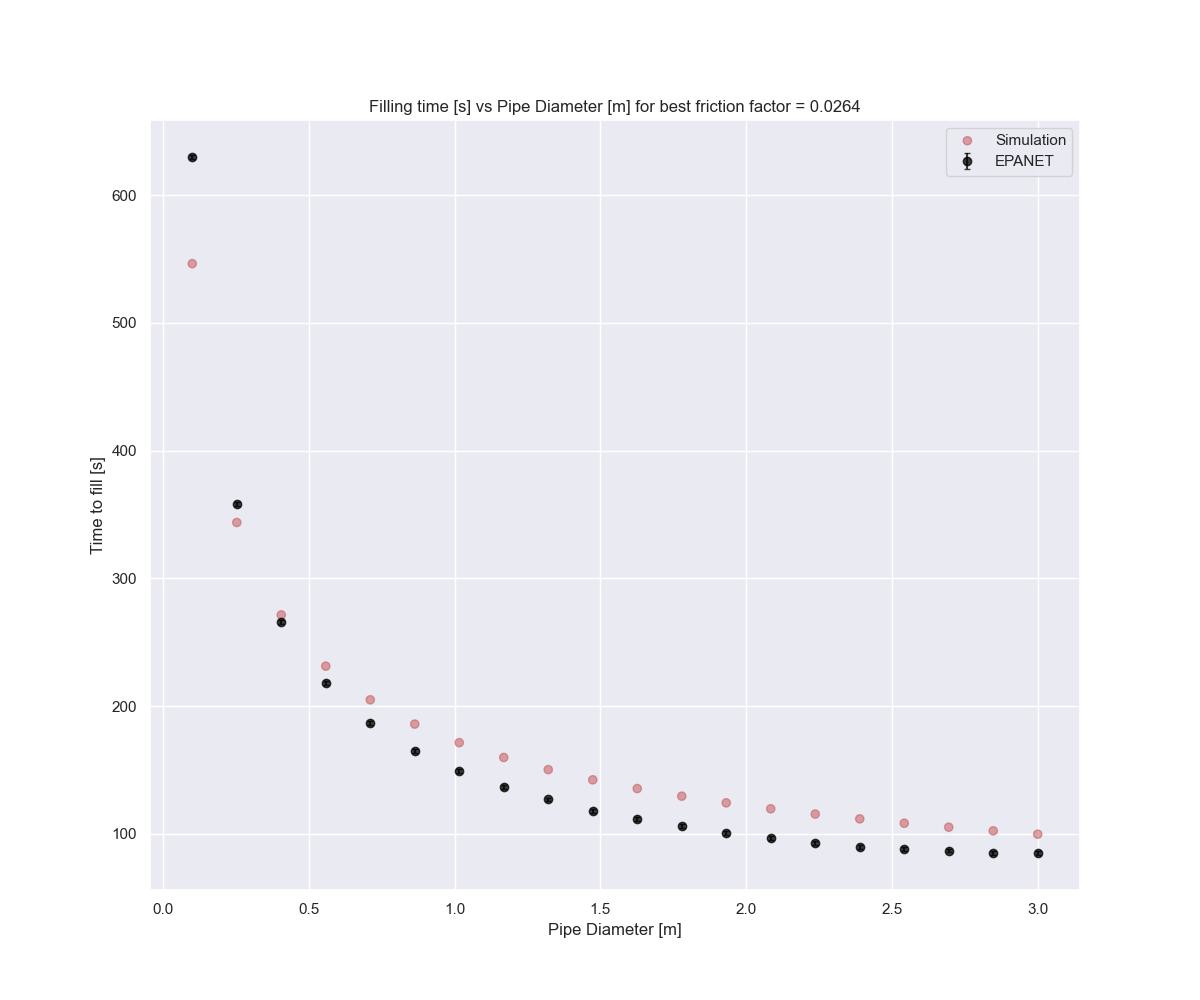 Filling time [s] vs Pipe Diameter [m] for best friction factor = 0.0264
Simulation
EPANET
600
500
400
300
200
100
Time to fill [s]
0.0
0.5
1.0
1.5
2.0
2.5
3.0
Pipe Diameter [m]